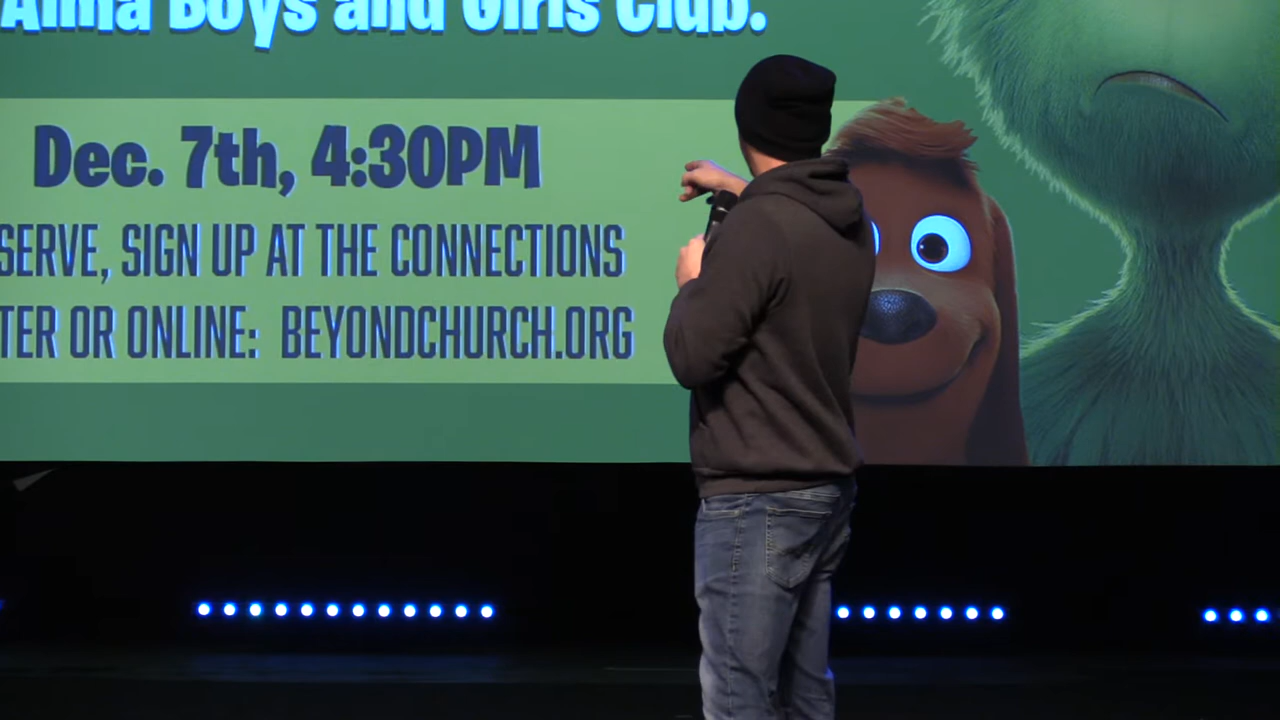 Alma Boys and Girls Club.
Dec. 7th, 4:30PM
SERVE, SIGN UP AT THE CONNECTIONS
TER OR ONLINE: BEYONDCHURCH.ORG